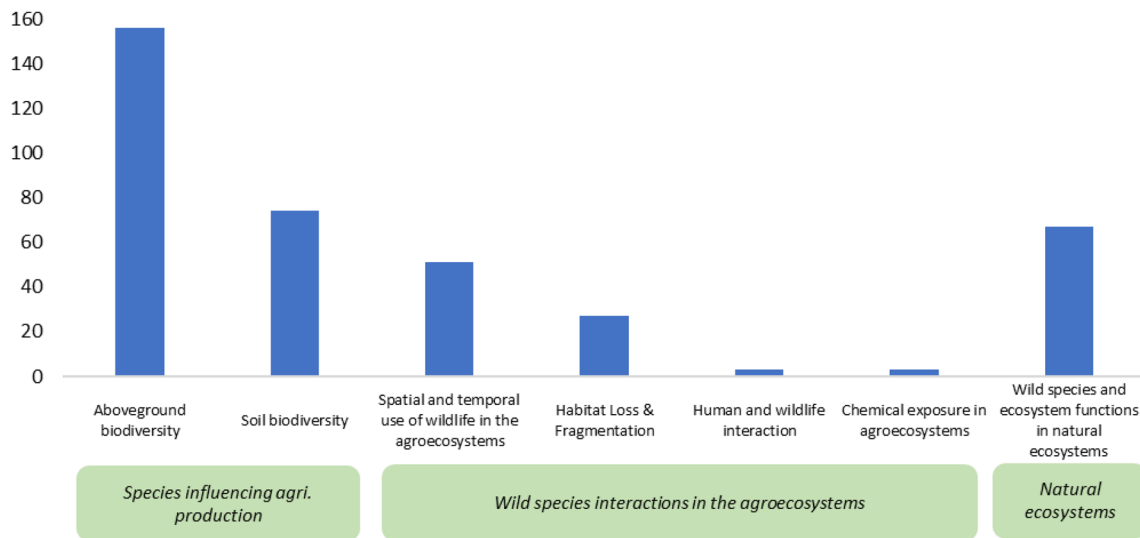 160
140
120
100
80
60
40
20
0
Aboveground
biodiversity
Soil biodiversity
Spatial and temporal
use of wildlife in the
agroecosystems
Habitat Loss &
Fragmentation
Human and wildlife
interaction
Chemical exposure in
agroecosystems
Wild species and
ecosystem functions
in natural
ecosystems
Species influencing agri.
production
Wild species interactions in the agroecosystems
Natural
ecosystems